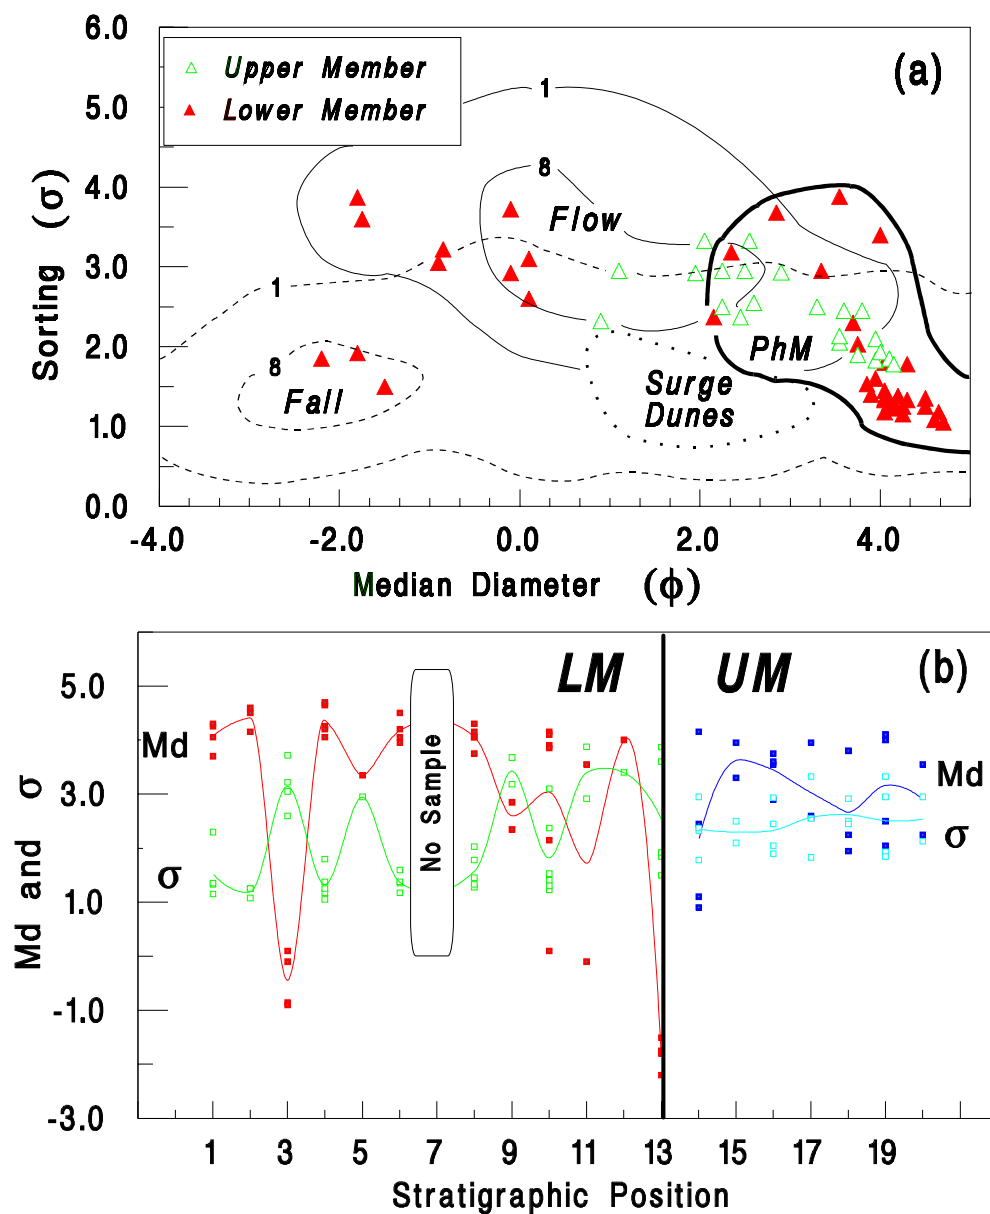 6.0
5.0
4.0
3.0
2.0
1.0
0.0
Sorting (σ)
Upper Member
Lower Member
(a)
1
8
Flow
1
8
Fall
PhM
Surge
Dunes
-4.0 -2.0 0.0 2.0 4.0
Median Diameter (ϕ)
LM UM (b)
5.0
3.0
1.0
-1.0
-3.0
Md and σ
Md
σ
No Sample
Md
σ
1 3 5 7 9 11 13 15 17 19
Stratigraphic Position